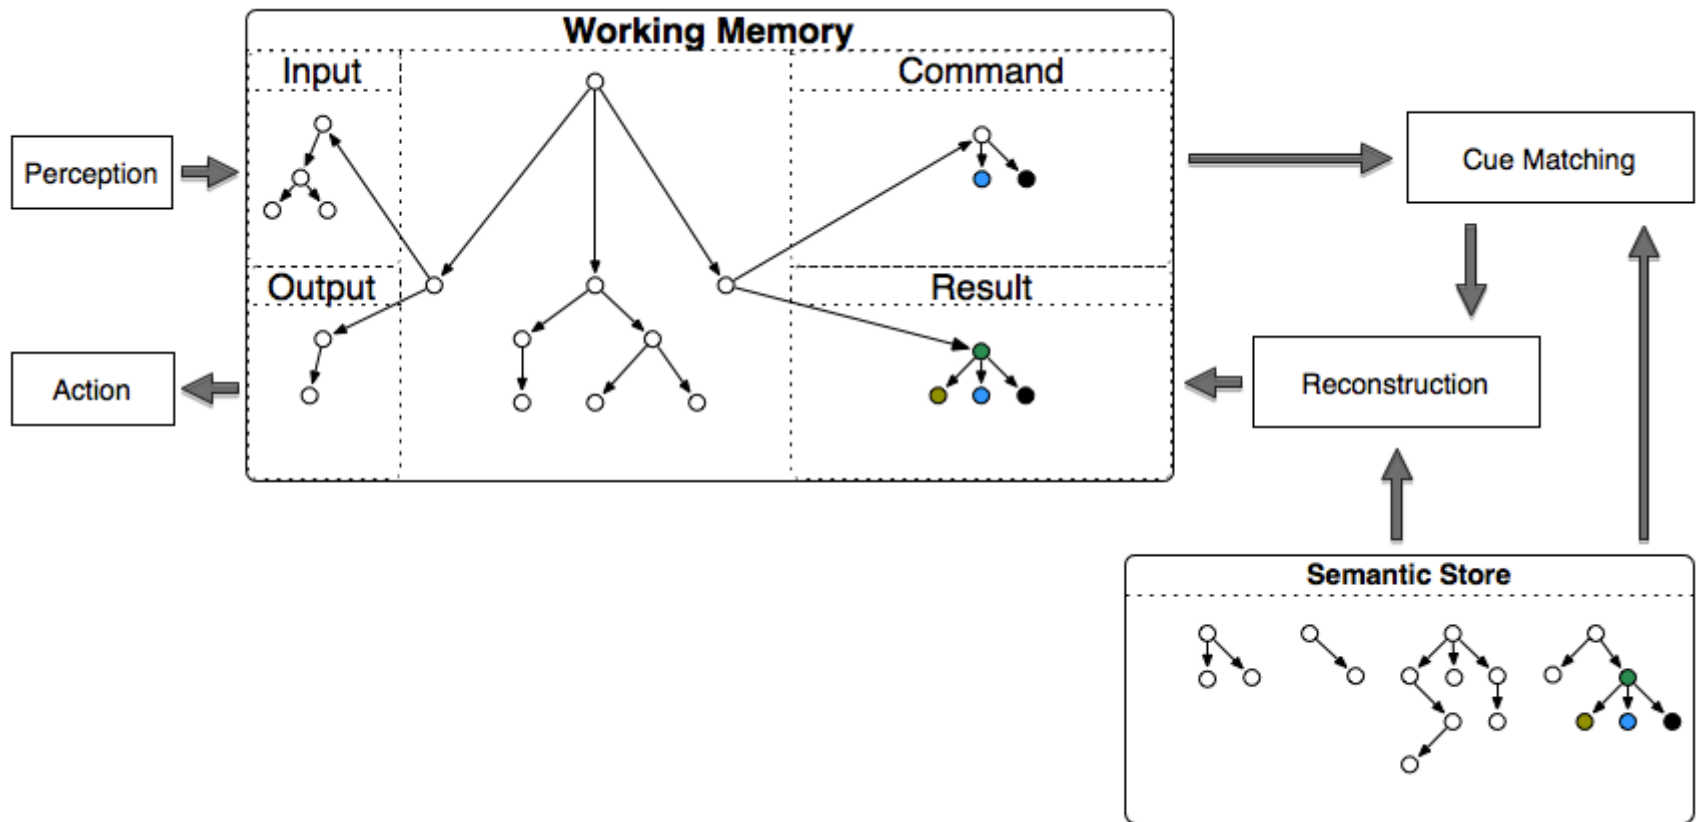 Working Memory
Input
Command
Perception
Cue Matching
Output
Result
Action
Reconstruction
Semantic Store